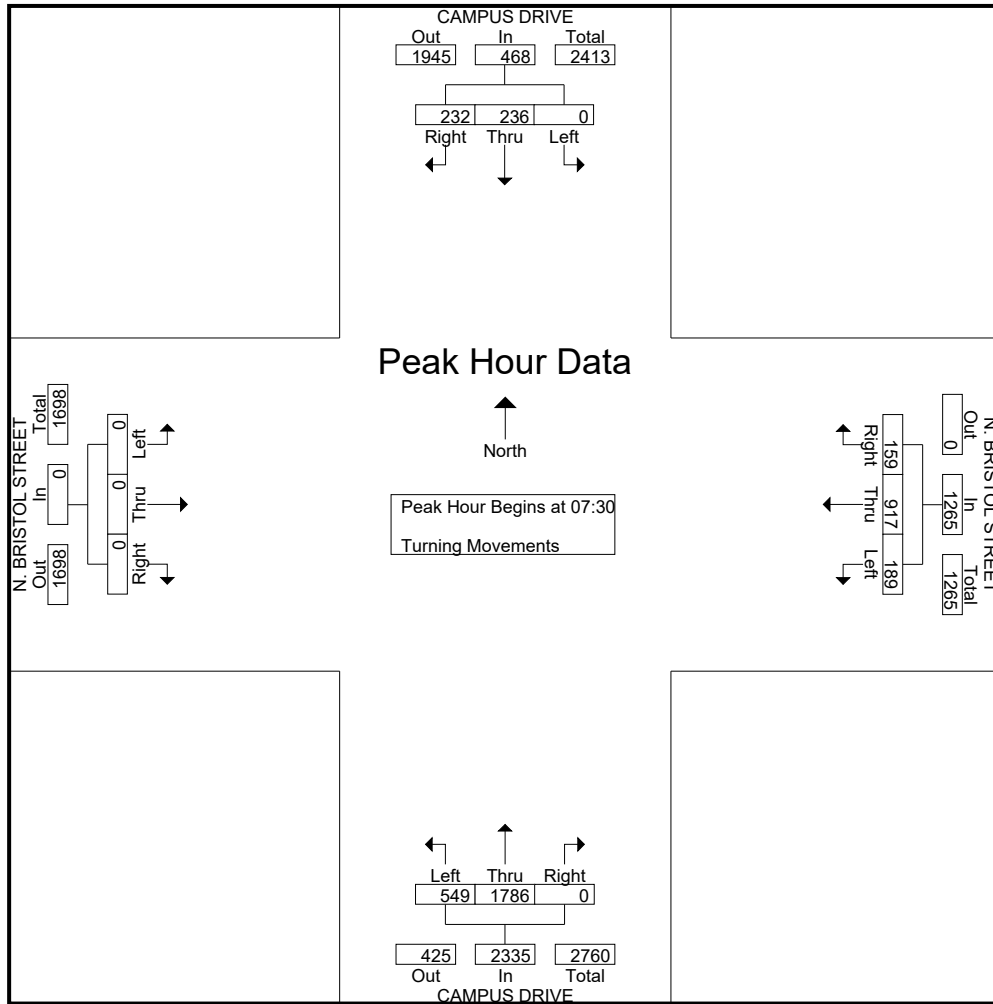 CAMPUS DRIVE
Out In Total
1945 468 2413
232 236 0
Right Thru Left
Peak Hour Data
North
Peak Hour Begins at 07:30
Turning Movements
N. BRISTOL STREET
Total In Out
1698 0 1698
0 0 0
Left Thru Right
N. BRISTOL STREET
Out In Total
0 1265 1265
159 917 189
Right Thru Left
Left Thru Right
549 1786 0
425 2335 2760
Out In Total
CAMPUS DRIVE